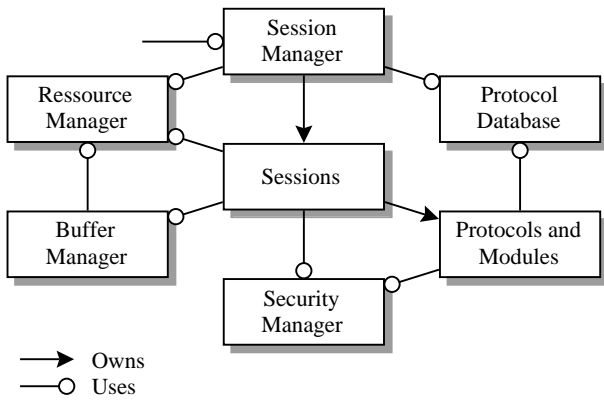 Session
Manager
Ressource
Manager
Protocol
Database
Sessions
Buffer
Manager
Protocols and
Modules
Security
Manager
Owns
Uses